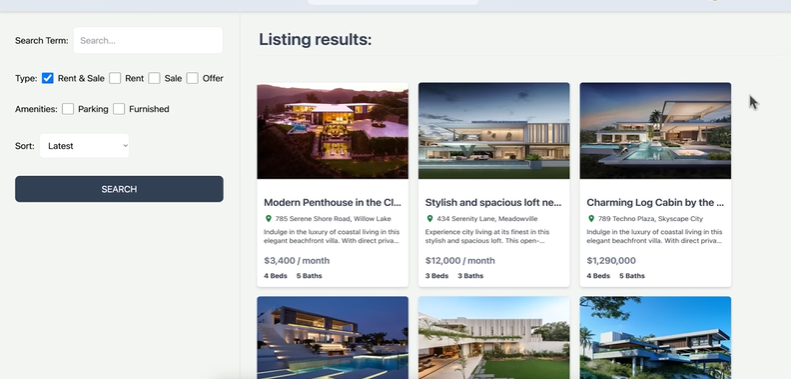 Search Term: Search...
Type: Rent & Sale Rent Sale Offer
Amenities: Parking Furnished
Sort: Latest
SEARCH
Listing results:
Modern Penthouse in the Cl...
785 Serene Shore Road, Willow Lake
Indulge in the luxury of coastal living in this
elegant beachfront villa. With direct priva...
$3,400 / month
4 Beds 5 Baths
Stylish and spacious loft ne...
434 Serenity Lane, Meadowville
Experience city living at its finest in this
stylish and spacious loft. This open-...
$12,000 / month
3 Beds 3 Baths
Charming Log Cabin by the ...
789 Techno Plaza, Skyscape City
Indulge in the luxury of coastal living in this
elegant beachfront villa. With direct priva...
$1,290,000
4 Beds 5 Baths